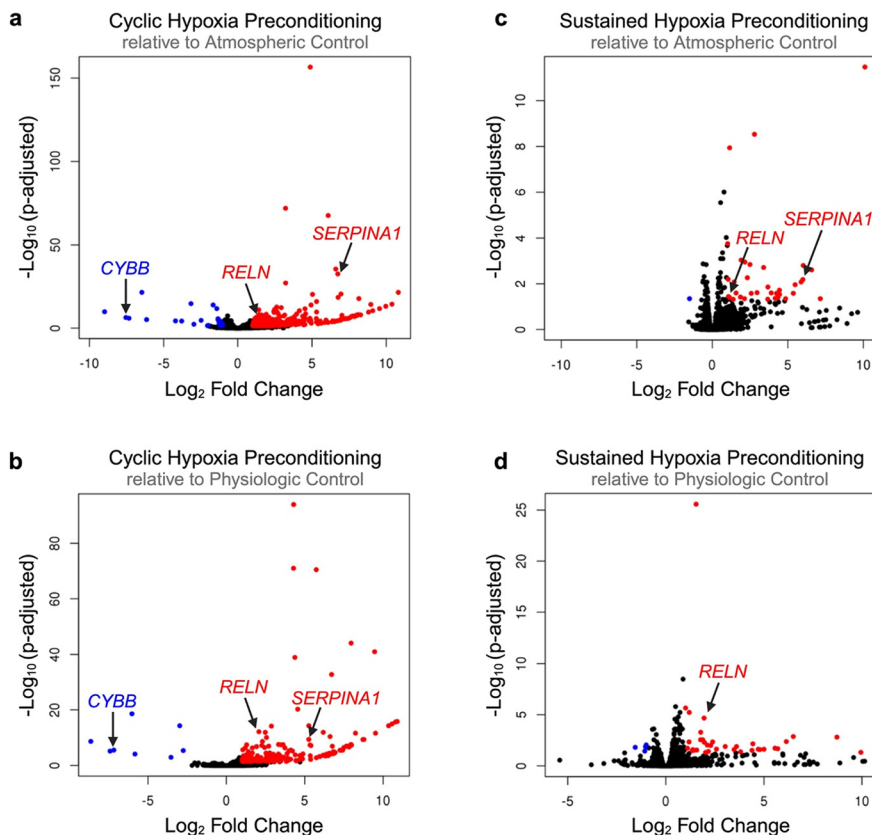 a
Cyclic Hypoxia Preconditioning
relative to Atmospheric Control
-Log10 (p-adjusted)
150
100
50
0
CYBB
RELN
SERPINA1
-10 -5 0 5 10
Log2 Fold Change
c
Sustained Hypoxia Preconditioning
relative to Atmospheric Control
-Log10 (p-adjusted)
10
8
6
4
2
0
RELN
SERPINA1
-10 -5 0 5 10
Log2 Fold Change
b
Cyclic Hypoxia Preconditioning
relative to Physiologic Control
-Log10 (p-adjusted)
80
60
40
20
0
CYBB
RELN
SERPINA1
-5 0 5 10
Log2 Fold Change
d
Sustained Hypoxia Preconditioning
relative to Physiologic Control
-Log10 (p-adjusted)
25
20
15
10
5
0
RELN
-5 0 5 10
Log2 Fold Change